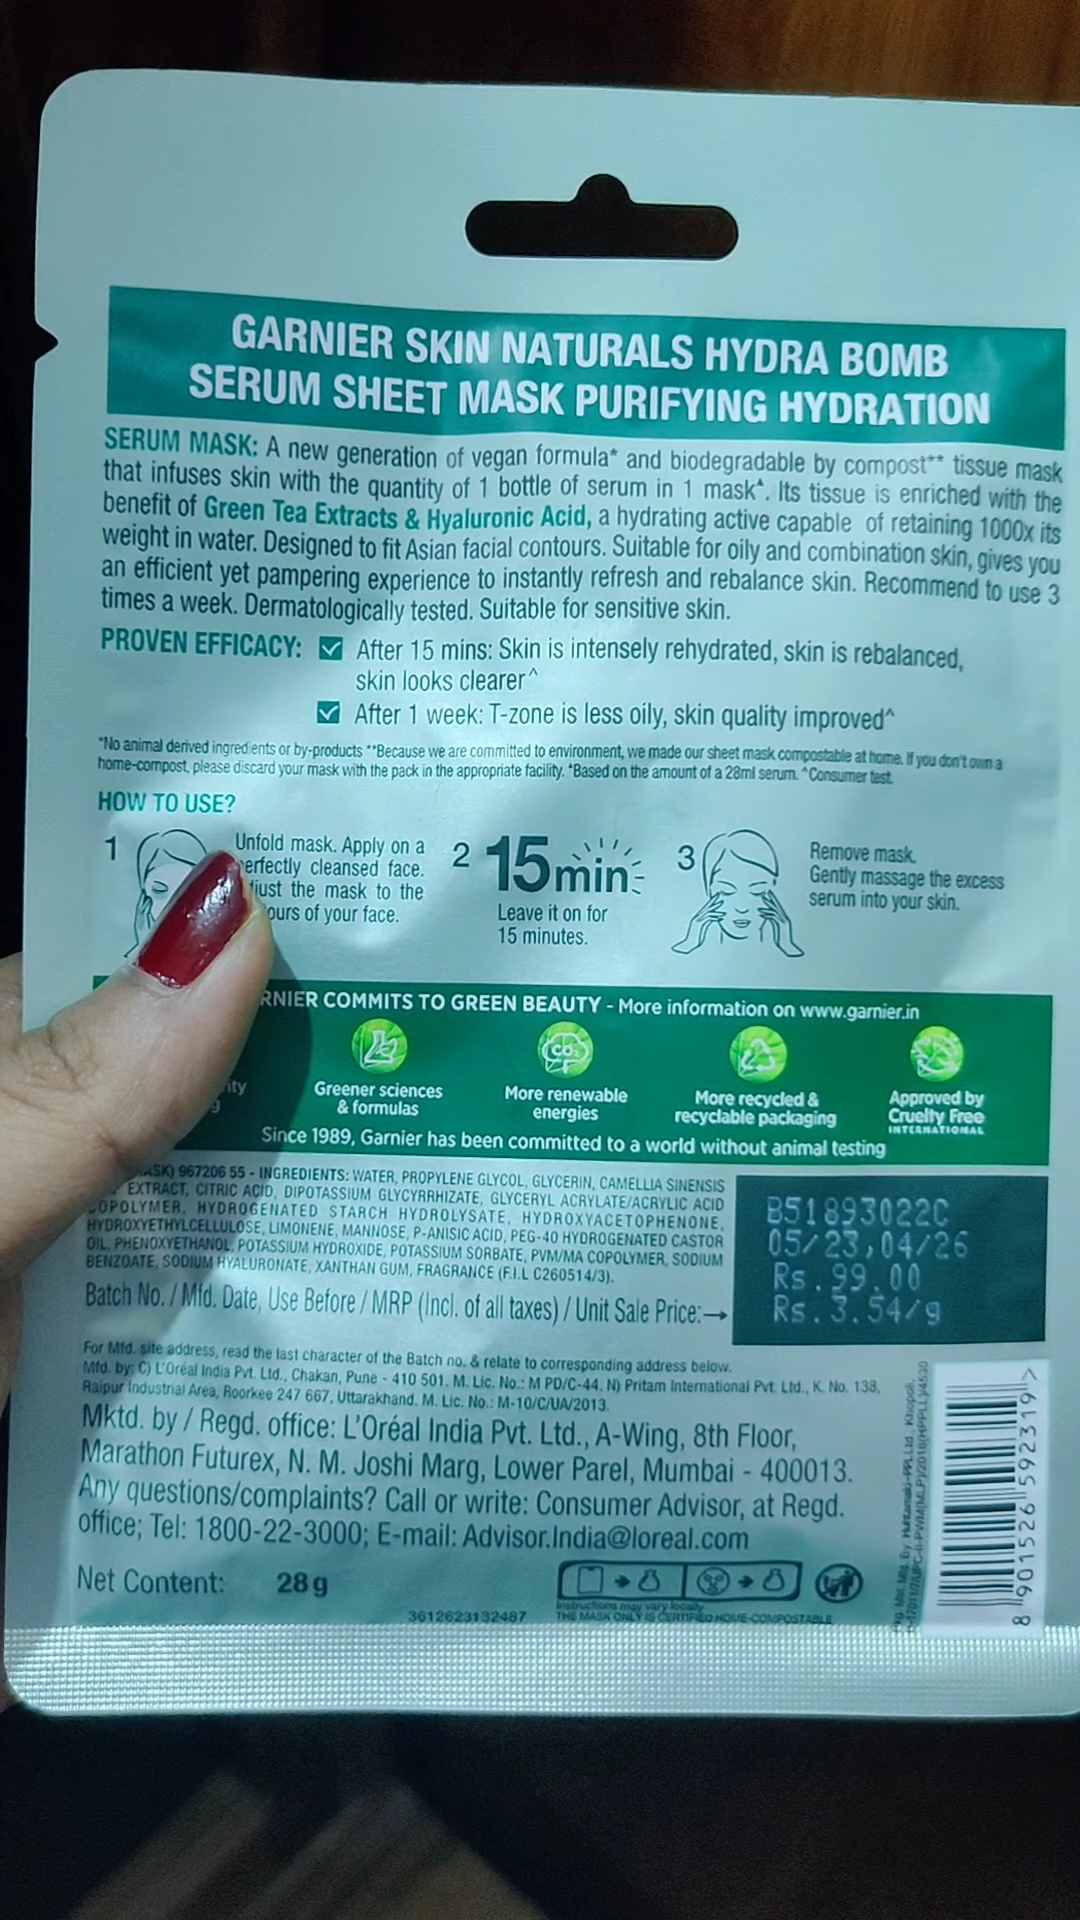 GARNIER SKIN NATURALS HYDRA BOMB
SERUM SHEET MASK PURIFYING HYDRATION
SERUM MASK: A new generation of vegan formula* and biodegradable by compost** tissue mask
that infuses skin with the quantity of 1 bottle of serum in 1 mask*. Its tissue is enriched with the
benefit of Green Tea Extracts & Hyaluronic Acid, a hydrating active capable of retaining 1000x its
weight in water. Designed to fit Asian facial contours. Suitable for oily and combination skin, gives you
an efficient yet pampering experience to instantly refresh and rebalance skin. Recommend to use 3
times a week. Dermatologically tested. Suitable for sensitive skin.
PROVEN EFFICACY: After 15 mins: Skin is intensely rehydrated, skin is rebalanced,
skin looks clearer^
After 1 week: T-zone is less oily, skin quality improved^
*No animal derived ingredients or by-products **Because we are committed to environment, we made our sheet mask compostable at home. If you don't own a
home-compost, please discard your mask with the pack in the appropriate facility. *Based on the amount of a 28ml serum. ^Consumer test.
HOW TO USE?
1
Unfold mask. Apply on a
erfectly cleansed face.
just the mask to the
ours of your face.
2 15min
Leave it on for
15 minutes.
3
Remove mask.
Gently massage the excess
serum into your skin.
RNIER COMMITS TO GREEN BEAUTY - More information on www.garnier.in
ity
g
Greener sciences
& formulas
CO2
More renewable
energies
More recycled &
recyclable packaging
Approved by
Cruelty Free
INTERNATIONAL
Since 1989, Garnier has been committed to a world without animal testing
ASK) 967206 55 - INGREDIENTS: WATER, PROPYLENE GLYCOL, GLYCERIN, CAMELLIA SINENSIS
EXTRACT, CITRIC ACID, DIPOTASSIUM GLYCYRRHIZATE, GLYCERYL ACRYLATE/ACRYLIC ACID
COPOLYMER, HYDROGENATED STARCH HYDROLYSATE, HYDROXYACETOPHENONE,
HYDROXYETHYLCELLULOSE, LIMONENE, MANNOSE, P-ANISIC ACID, PEG-40 HYDROGENATED CASTOR
OIL, PHENOXYETHANOL, POTASSIUM HYDROXIDE, POTASSIUM SORBATE, PVM/MA COPOLYMER, SODIUM
BENZOATE, SODIUM HYALURONATE, XANTHAN GUM, FRAGRANCE (F.I.L C260514/3).
B51893022C
05/23,04/26
Rs.99.00
Rs.3.54/g
Batch No. / Mfd. Date, Use Before / MRP (Incl. of all taxes) / Unit Sale Price:→
For Mfd. site address, read the last character of the Batch no. & relate to corresponding address below.
Mfd. by: C) L'Oréal India Pvt. Ltd., Chakan, Pune - 410 501. M. Lic. No.: M PD/C-44. N) Pritam International Pvt. Ltd., K. No. 138,
Raipur Industrial Area, Roorkee 247 667, Uttarakhand. M. Lic. No.: M-10/C/UA/2013.
Mktd. by / Regd. office: L'Oréal India Pvt. Ltd., A-Wing, 8th Floor,
Marathon Futurex, N. M. Joshi Marg, Lower Parel, Mumbai - 400013.
Any questions/complaints? Call or write: Consumer Advisor, at Regd.
office; Tel: 1800-22-3000; E-mail: Advisor.India@loreal.com
Net Content: 28 g
Instructions may vary locally
THE MASK ONLY IS CERTIFIED HOME-COMPOSTABLE
3612623132487
8 901526 592319 >